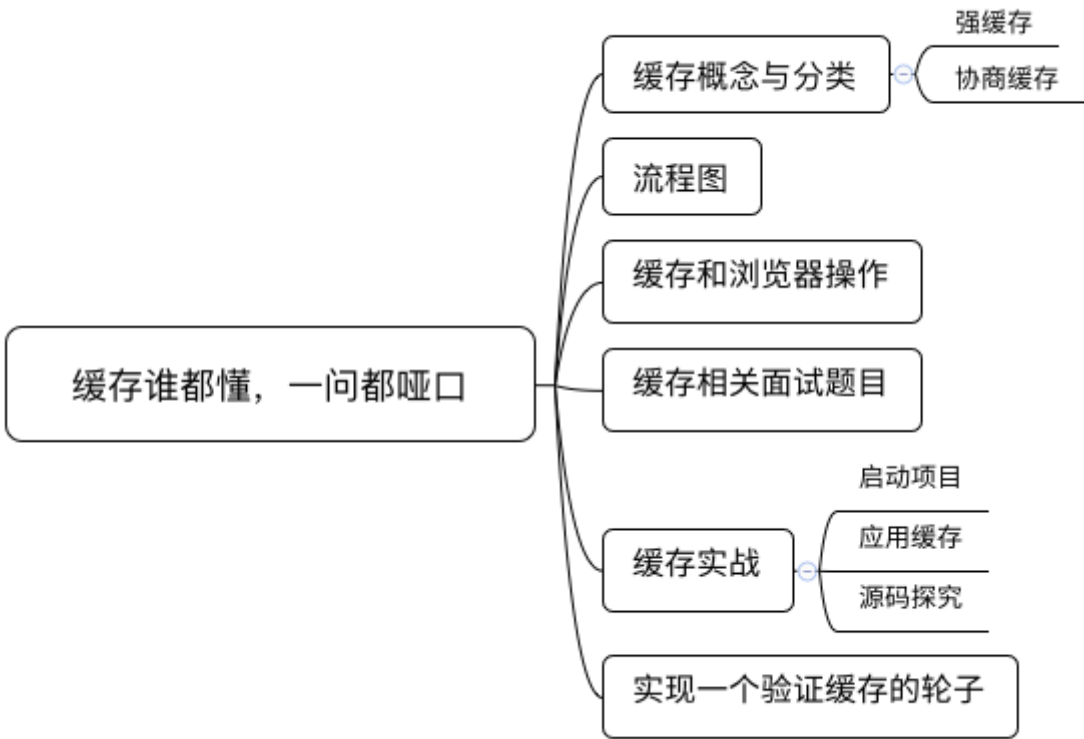 缓存谁都懂，一问都哑口
缓存概念与分类
强缓存
协商缓存
流程图
缓存和浏览器操作
缓存相关面试题目
缓存实战
启动项目
应用缓存
源码探究
实现一个验证缓存的轮子